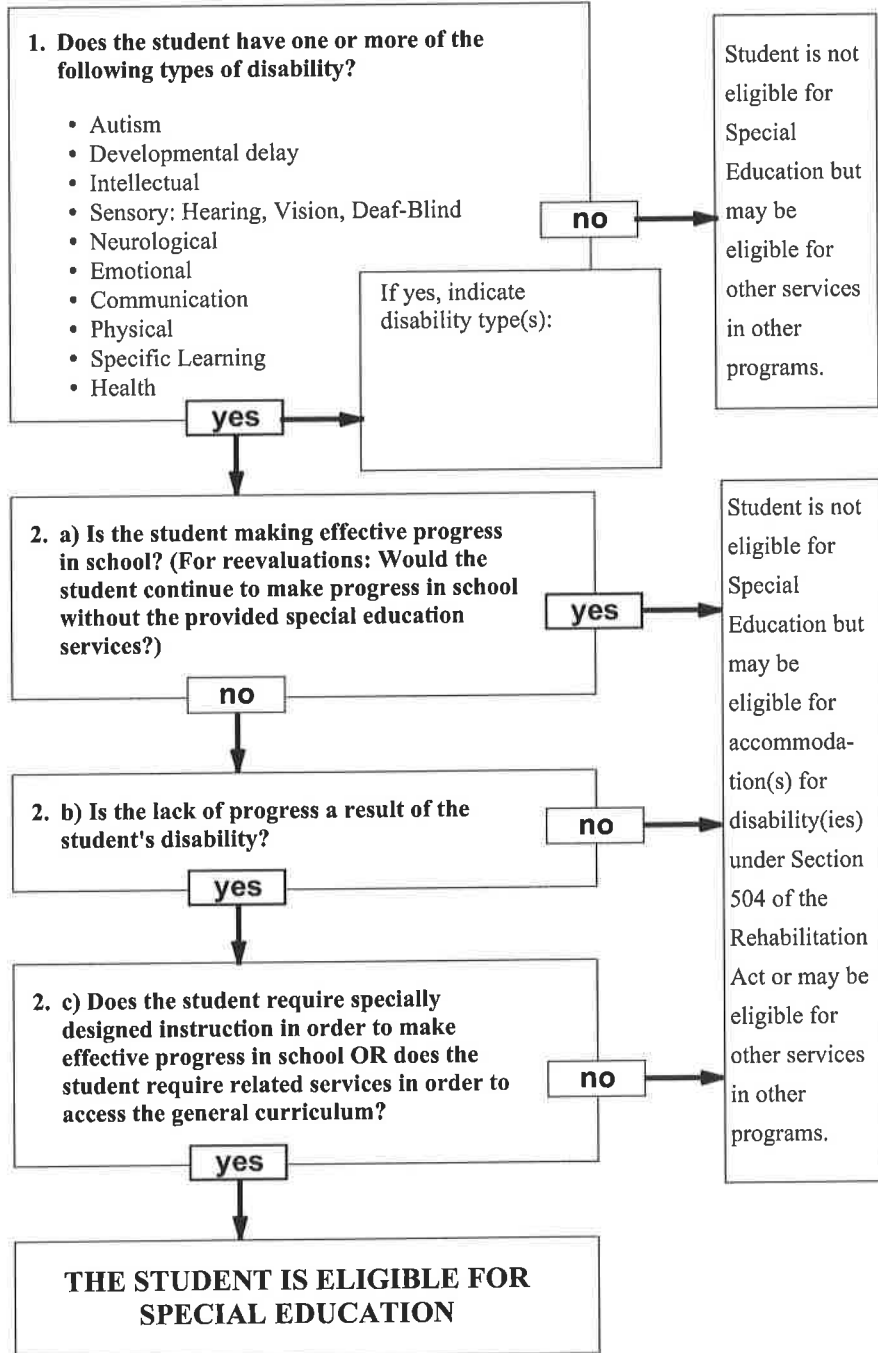 1. Does the student have one or more of the
following types of disability?
• Autism
• Developmental delay
• Intellectual
• Sensory: Hearing, Vision, Deaf-Blind
• Neurological
• Emotional
• Communication
• Physical
• Specific Learning
• Health
no
Student is not
eligible for
Special
Education but
may be
eligible for
other services
in other
programs.
yes
If yes, indicate
disability type(s):
2. a) Is the student making effective progress
in school? (For reevaluations: Would the
student continue to make progress in school
without the provided special education
services?)
yes
no
2. b) Is the lack of progress a result of the
student's disability?
no
yes
2. c) Does the student require specially
designed instruction in order to make
effective progress in school OR does the
student require related services in order to
access the general curriculum?
no
yes
Student is not
eligible for
Special
Education but
may be
eligible for
accommoda-
tion(s) for
disability(ies)
under Section
504 of the
Rehabilitation
Act or may be
eligible for
other services
in other
programs.
THE STUDENT IS ELIGIBLE FOR
SPECIAL EDUCATION